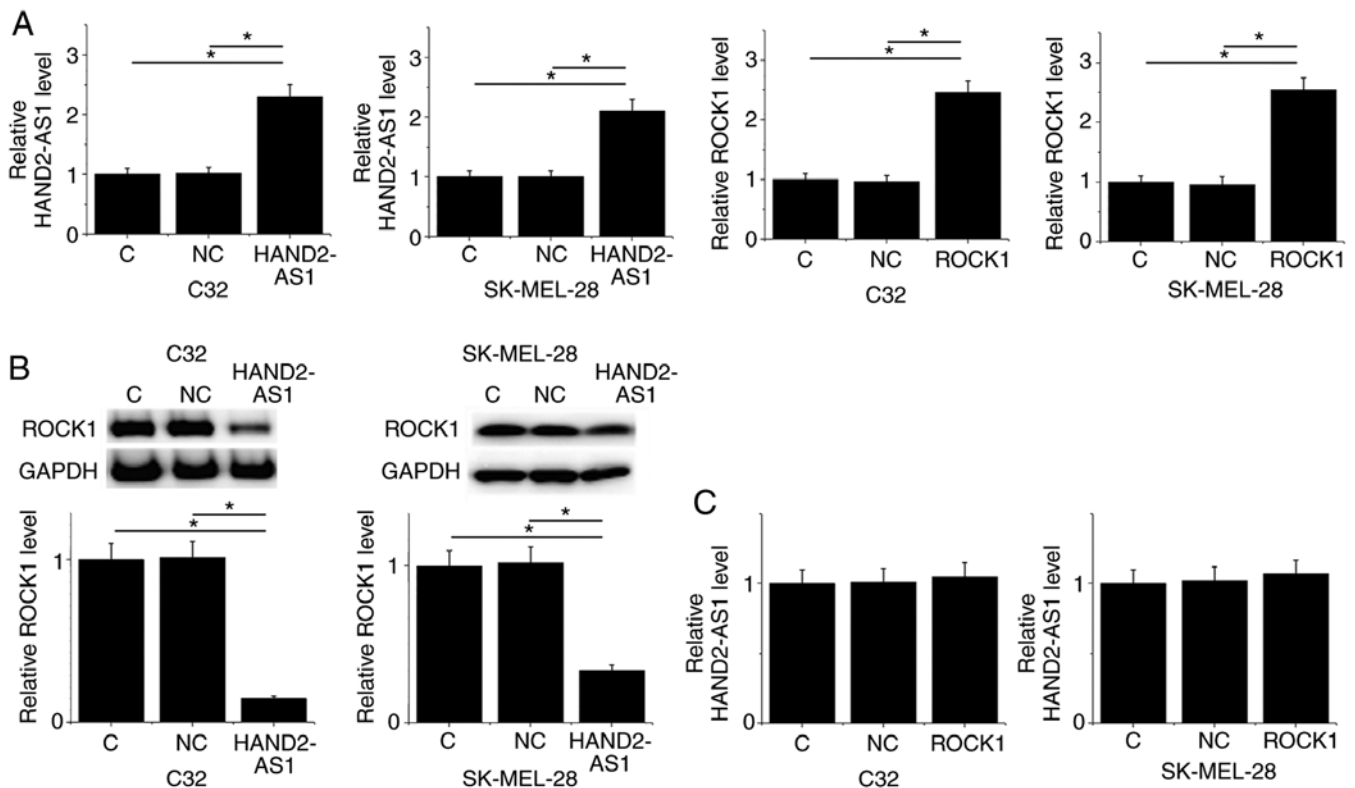 A
Relative
HAND2-AS1 level
3
2
1
0
*
*
C
NC
HAND2-
AS1
C32
Relative
HAND2-AS1 level
3
2
1
0
*
*
C
NC
HAND2-
AS1
SK-MEL-28
Relative ROCK1 level
3
2
1
0
*
*
C
NC
ROCK1
C32
Relative ROCK1 level
3
2
1
0
*
*
C
NC
ROCK1
SK-MEL-28
B
C32
C
NC
HAND2-
AS1
ROCK1
GAPDH
Relative ROCK1 level
1
0
*
*
C
NC
HAND2-
AS1
C32
SK-MEL-28
C
NC
HAND2-
AS1
ROCK1
GAPDH
Relative ROCK1 level
1
0
*
*
C
NC
HAND2-
AS1
SK-MEL-28
C
Relative
HAND2-AS1 level
1
0
C
NC
ROCK1
C32
Relative
HAND2-AS1 level
1
0
C
NC
ROCK1
SK-MEL-28